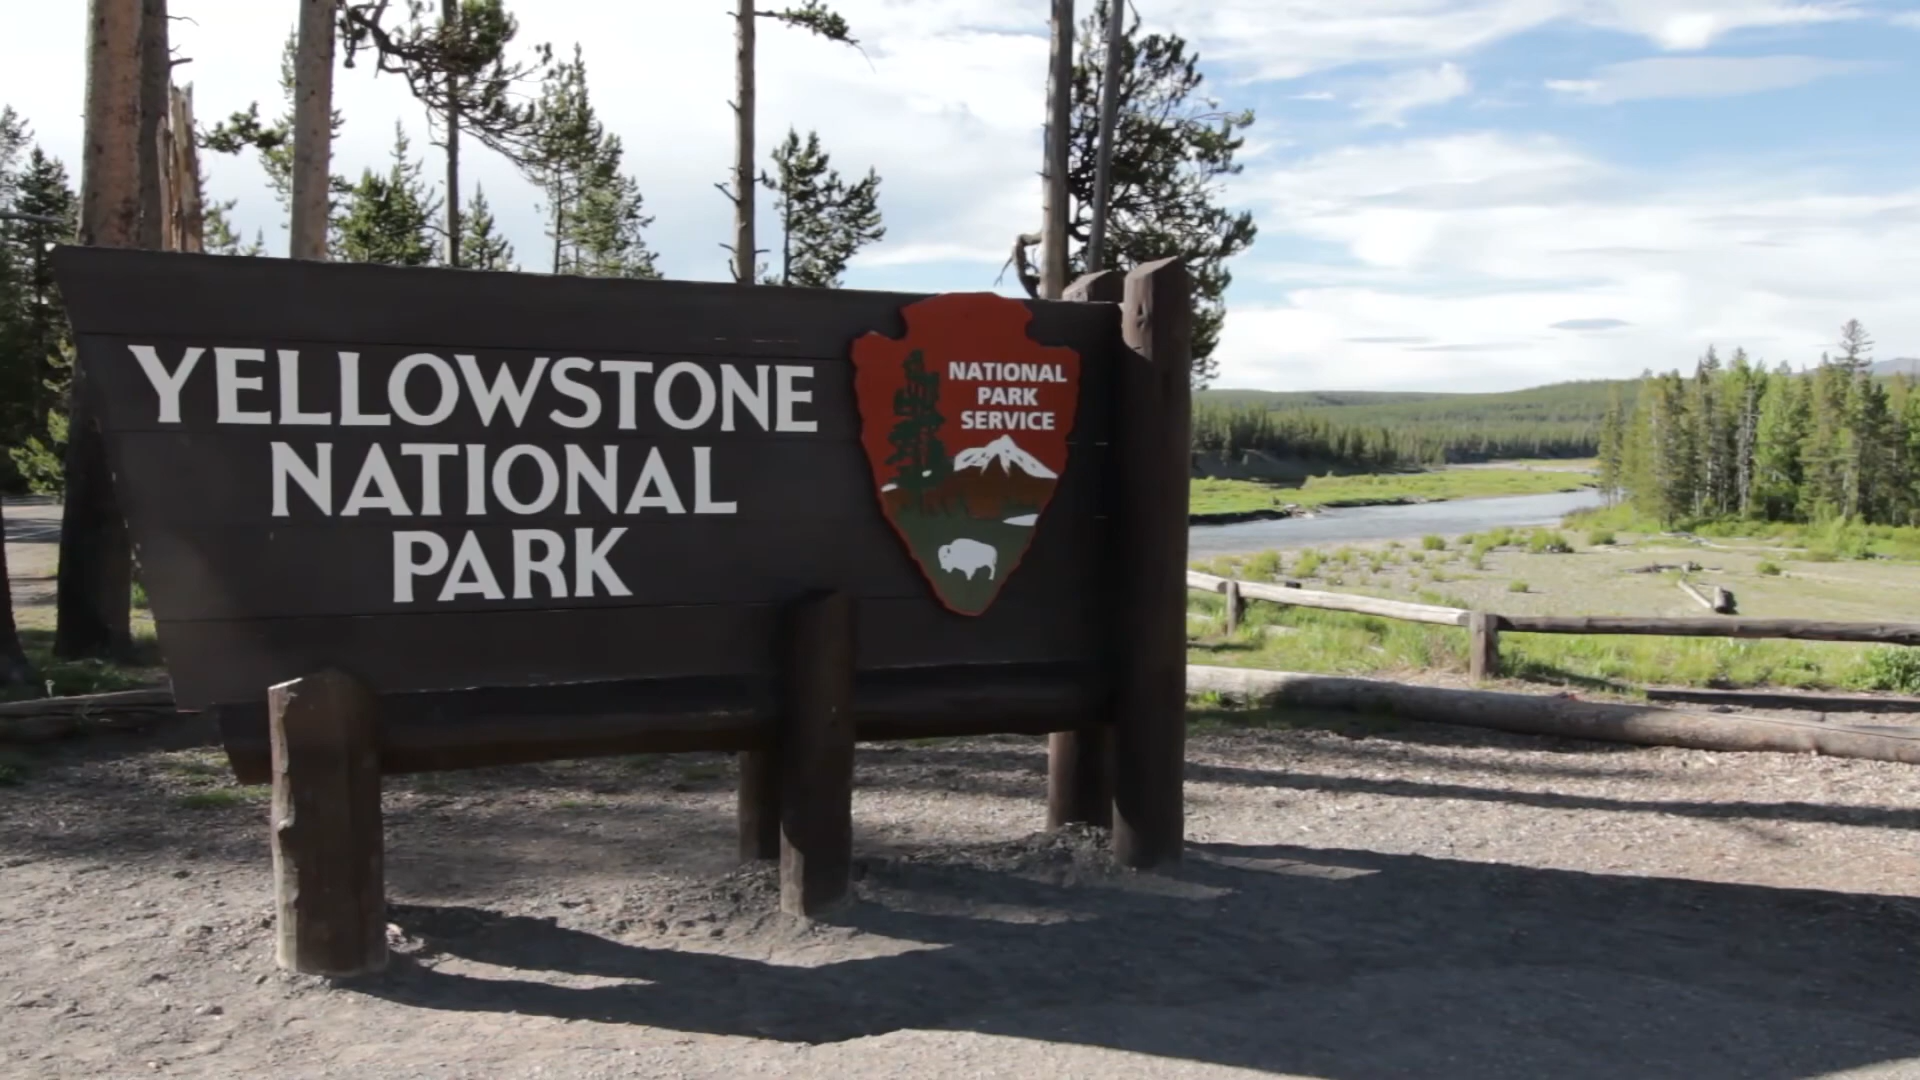 YELLOWSTONE
NATIONAL
PARK
NATIONAL
PARK
SERVICE